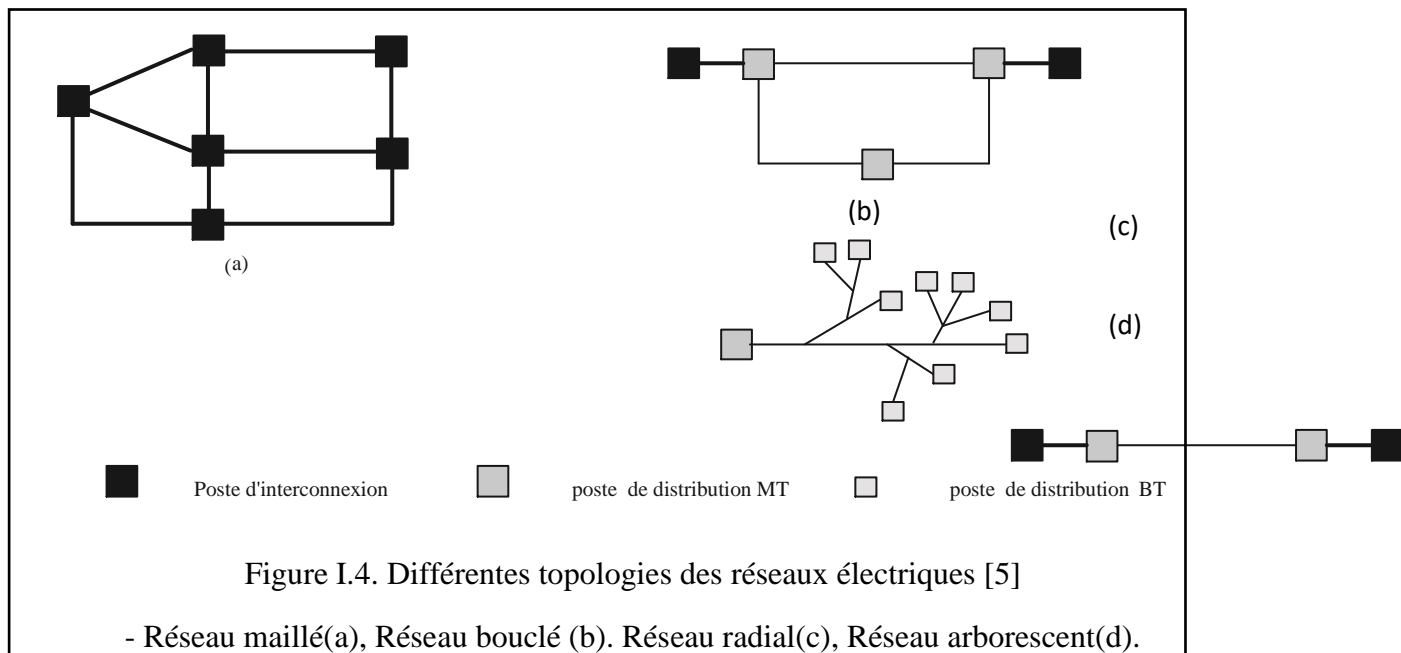 (a)
(b)
(c)
(d)
Poste d'interconnexion
poste de distribution MT
poste de distribution BT
Figure I.4. Différentes topologies des réseaux électriques [5]
- Réseau maillé(a), Réseau bouclé (b). Réseau radial(c), Réseau arborescent(d).